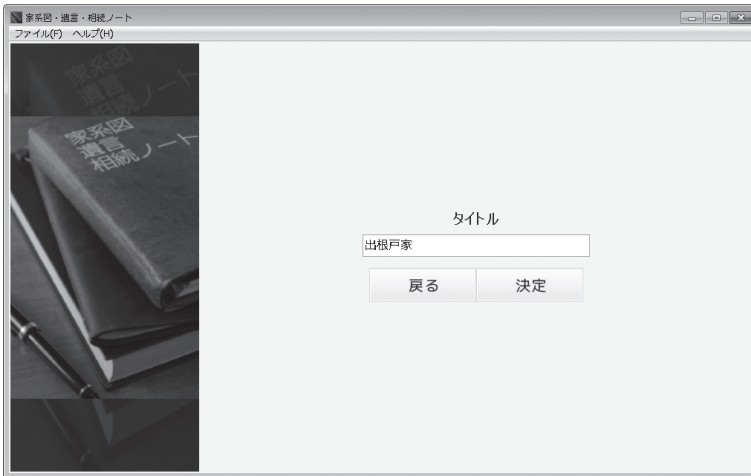 家系図・遺言・相続ノート
ファイル(F) ヘルプ(H)
家系図
遺言
相続ノート
家系図
遺言
相続ノート
タイトル
出根戸家
戻る 決定